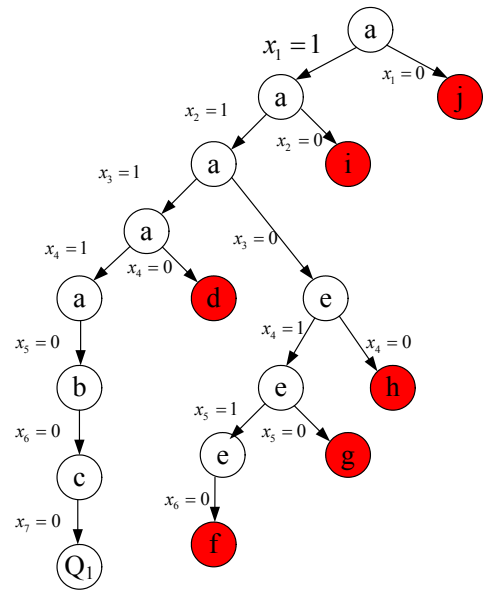 a
x₁ = 1
x₁ = 0
a
j
x₂ = 1
x₂ = 0
a
i
x₃ = 1
x₃ = 0
a
x₄ = 1
x₄ = 0
a
d
e
x₅ = 0
x₄ = 1
x₄ = 0
b
e
h
x₆ = 0
x₅ = 1
x₅ = 0
c
e
g
x₇ = 0
x₆ = 0
Q₁
f